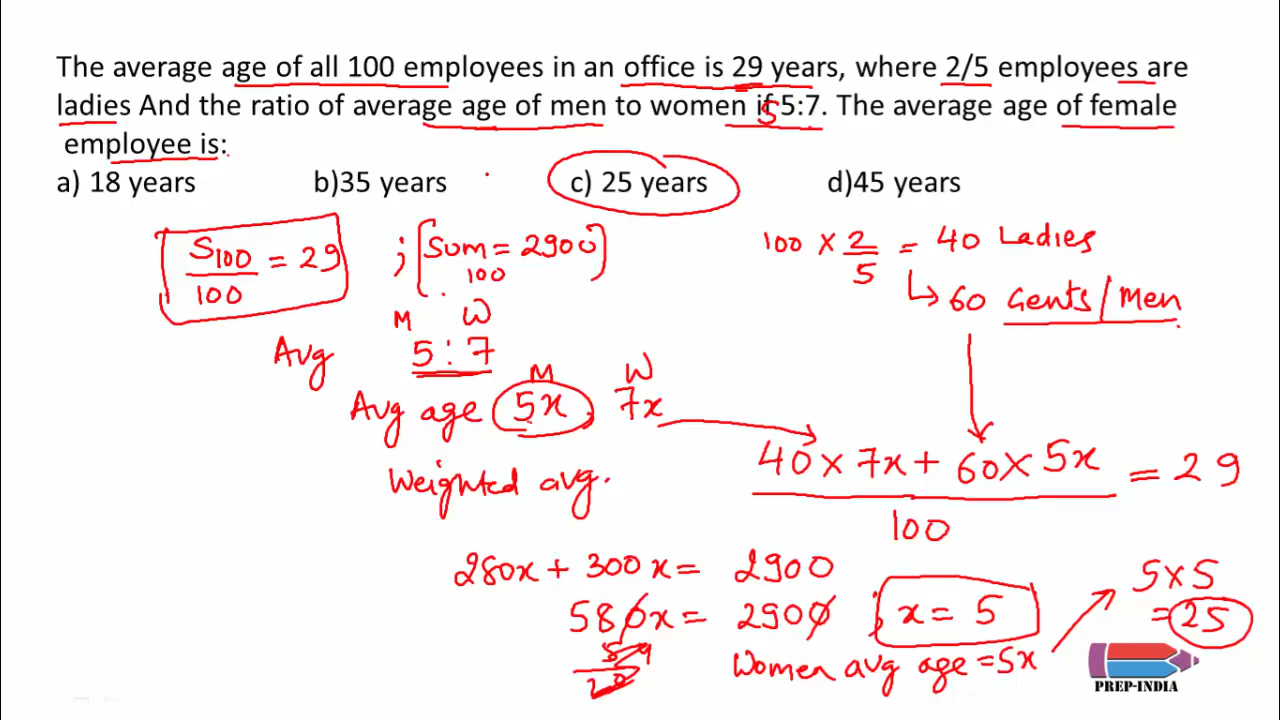 The average age of all 100 employees in an office is 29 years, where 2/5 employees are
ladies And the ratio of average age of men to women if 5:7. The average age of female
employee is:
a) 18 years b)35 years c) 25 years d)45 years
S100/100 = 29 ; [Sum100 = 2900]
100 × 2/5 = 40 Ladies
↳ 60 Gents/Men
M W
Avg 5:7
M W
Avg age 5x, 7x
Weighted avg.
40×7x + 60×5x / 100 = 29
280x + 300x = 2900
580x = 2900 ; x = 5
Women avg age = 5x
5×5
= 25
PREP-INDIA